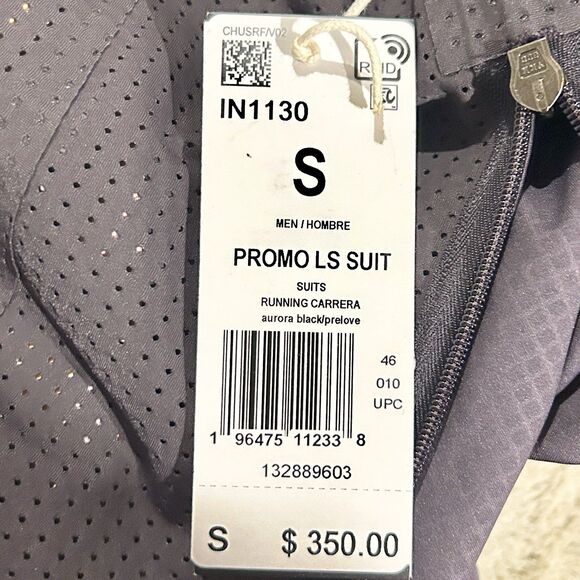 CHUSRF/V02
RFID
IN1130
S
MEN / HOMBRE
PROMO LS SUIT
SUITS
RUNNING CARRERA
aurora black/prelove
46
010
UPC
1 96475 11233 8
132889603
S $ 350.00